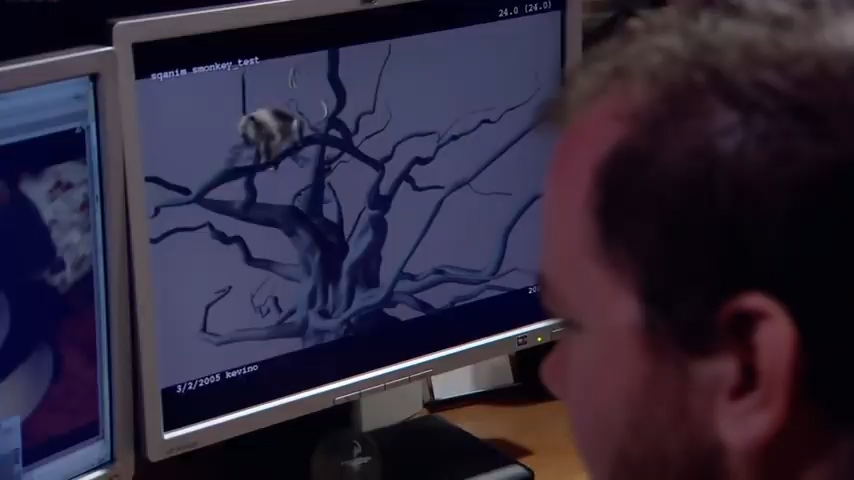 24.0 (24.0)
sqanim smonkey_test
3/2/2005 kevino